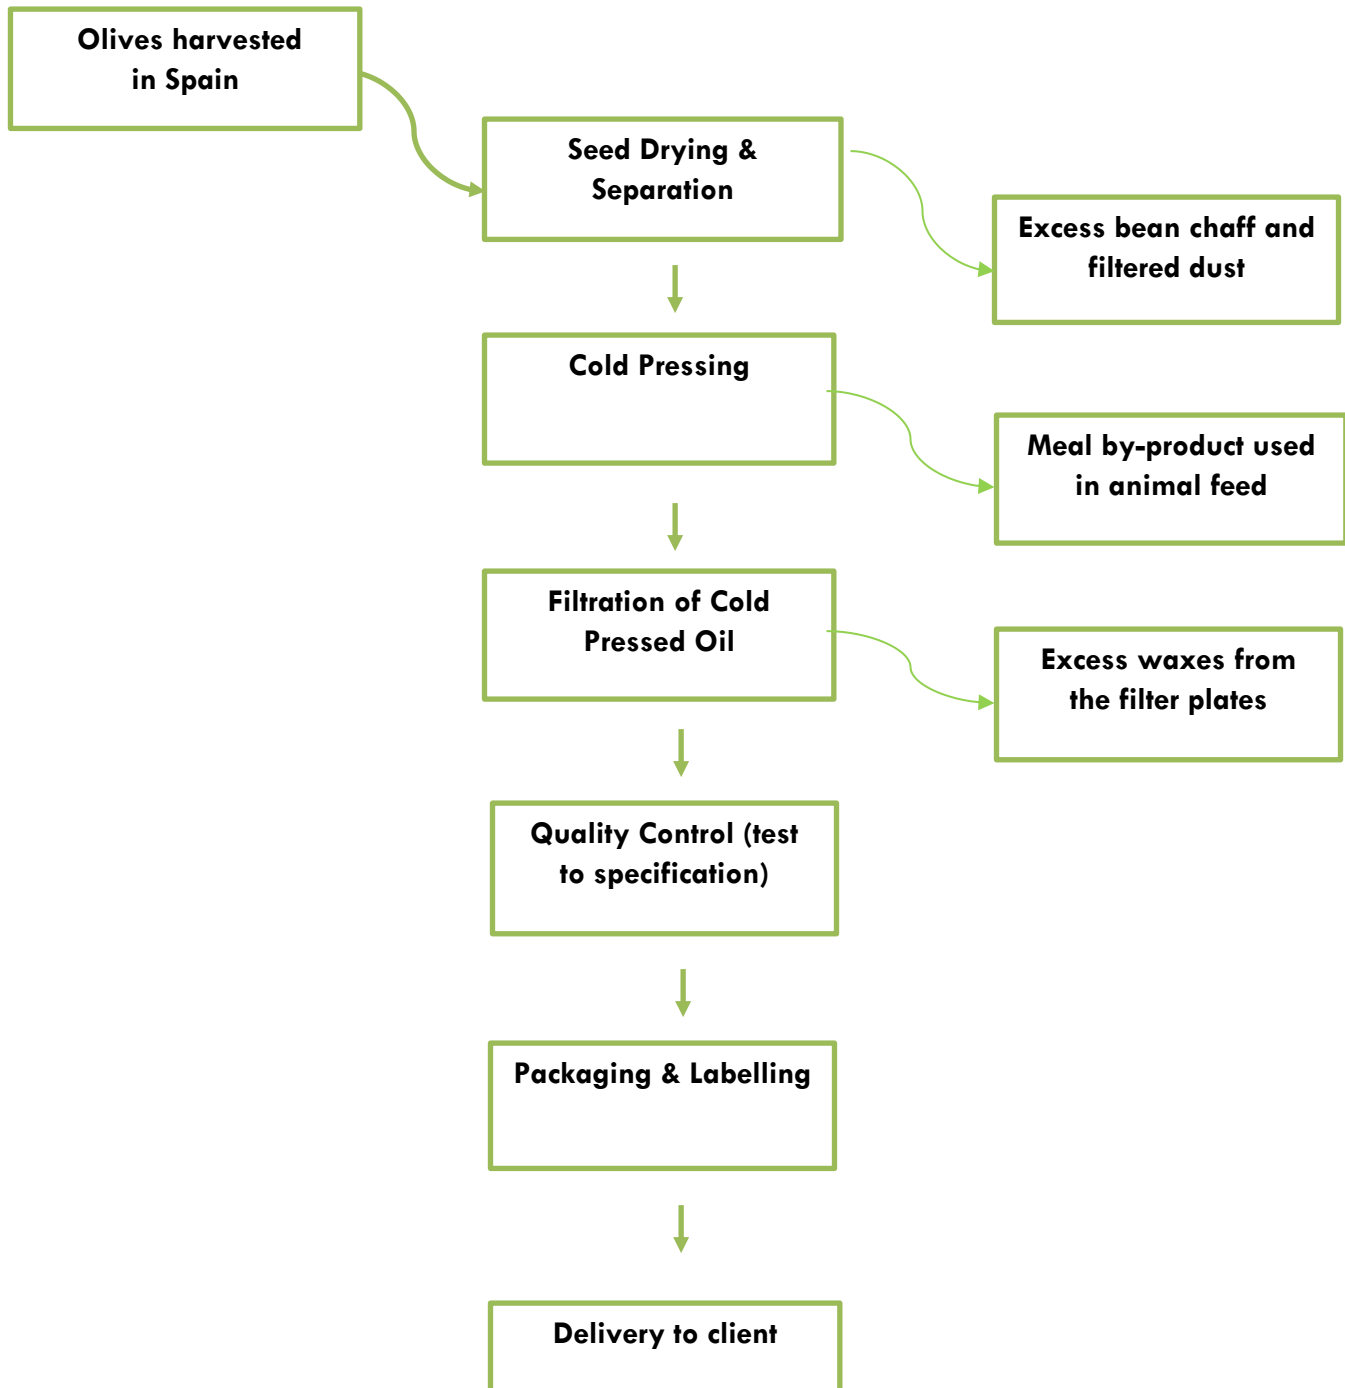 Olives harvested
in Spain
Seed Drying &
Separation
Excess bean chaff and
filtered dust
Cold Pressing
Meal by-product used
in animal feed
Filtration of Cold
Pressed Oil
Excess waxes from
the filter plates
Quality Control (test
to specification)
Packaging & Labelling
Delivery to client